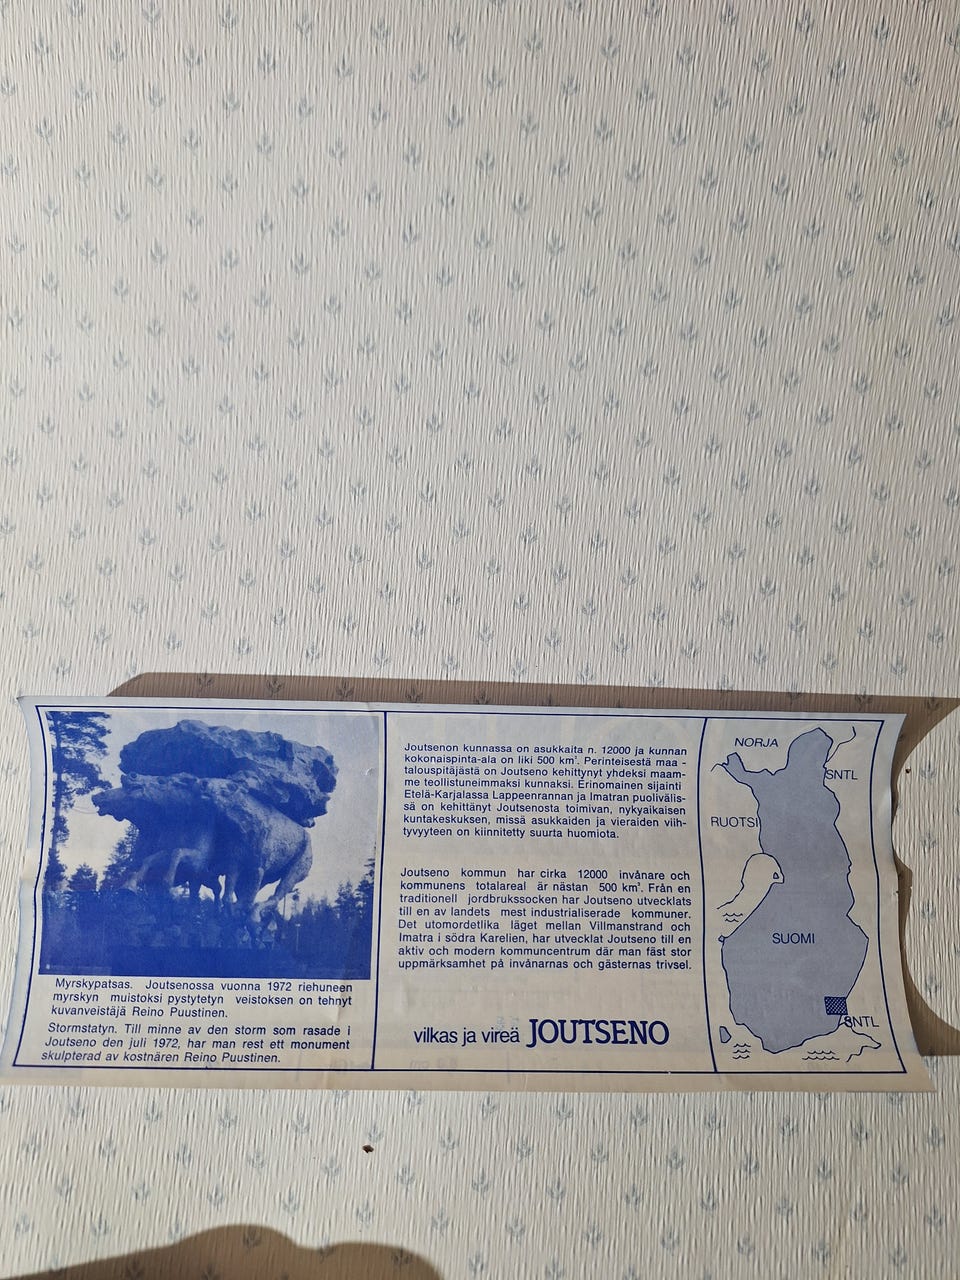 Myrskypatsas. Joutsenossa vuonna 1972 riehuneen
myrskyn muistoksi pystytetyn veistoksen on tehnyt
kuvanveistäjä Reino Puustinen.
Stormstatyn. Till minne av den storm som rasade i
Joutseno den juli 1972, har man rest ett monument
skulpterad av kostnären Reino Puustinen.
Joutsenon kunnassa on asukkaita n. 12000 ja kunnan
kokonaispinta-ala on liki 500 km². Perinteisestä maa -
talouspitäjästä on Joutseno kehittynyt yhdeksi maam-
me teollistuneimmaksi kunnaksi. Erinomainen sijainti
Etelä-Karjalassa Lappeenrannan ja Imatran puolivälis-
sä on kehittänyt Joutsenosta toimivan, nykyaikaisen
kuntakeskuksen, missä asukkaiden ja vieraiden viih-
tyvyyteen on kiinnitetty suurta huomiota.
Joutseno kommun har cirka 12000 invånare och
kommunens totalareal är nästan 500 km². Från en
traditionell jordbrukssocken har Joutseno utvecklats
till en av landets mest industrialiserade kommuner.
Det utomordetlika läget mellan Villmanstrand och
Imatra i södra Karelien, har utvecklat Joutseno till en
aktiv och modern kommuncentrum där man fäst stor
uppmärksamhet på invånarnas och gästernas trivsel.
vilkas ja vireä JOUTSENO
NORJA
SNTL
RUOTSI
SUOMI
SNTL